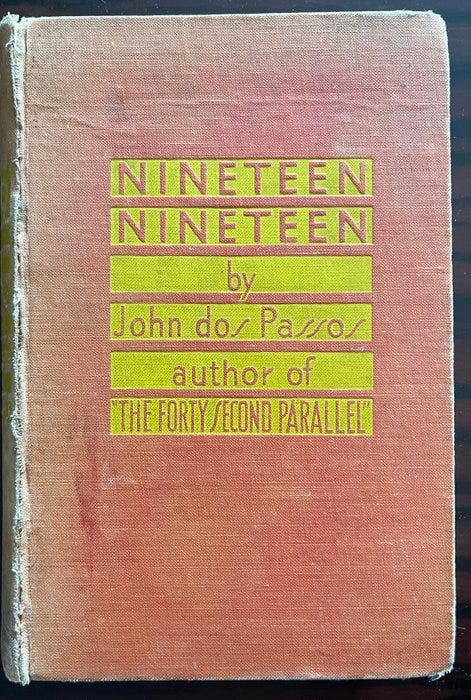 NINETEEN
NINETEEN
by
John dos Passos
author of
"THE FORTY SECOND PARALLEL"